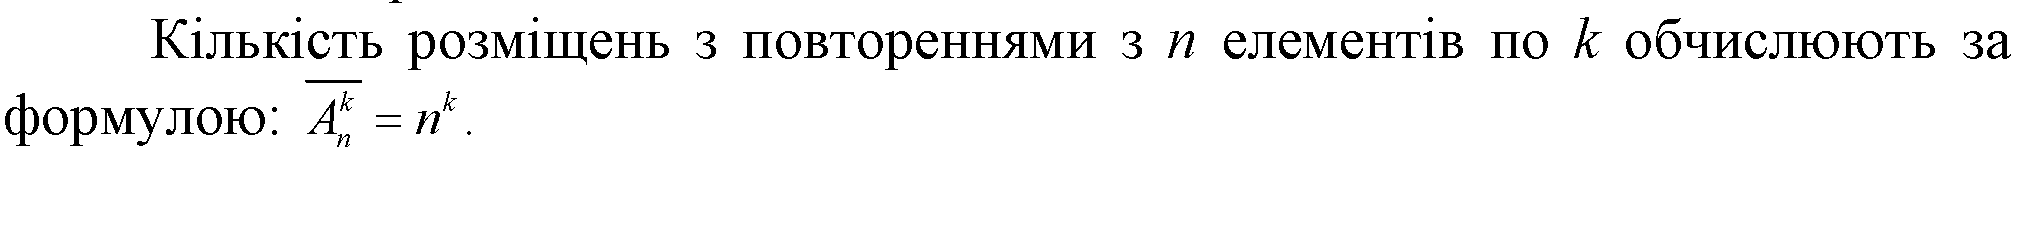 Кількість розміщень з повтореннями з n елементів по k обчислюють за
формулою: $\overline{A_n^k} = n^k$.